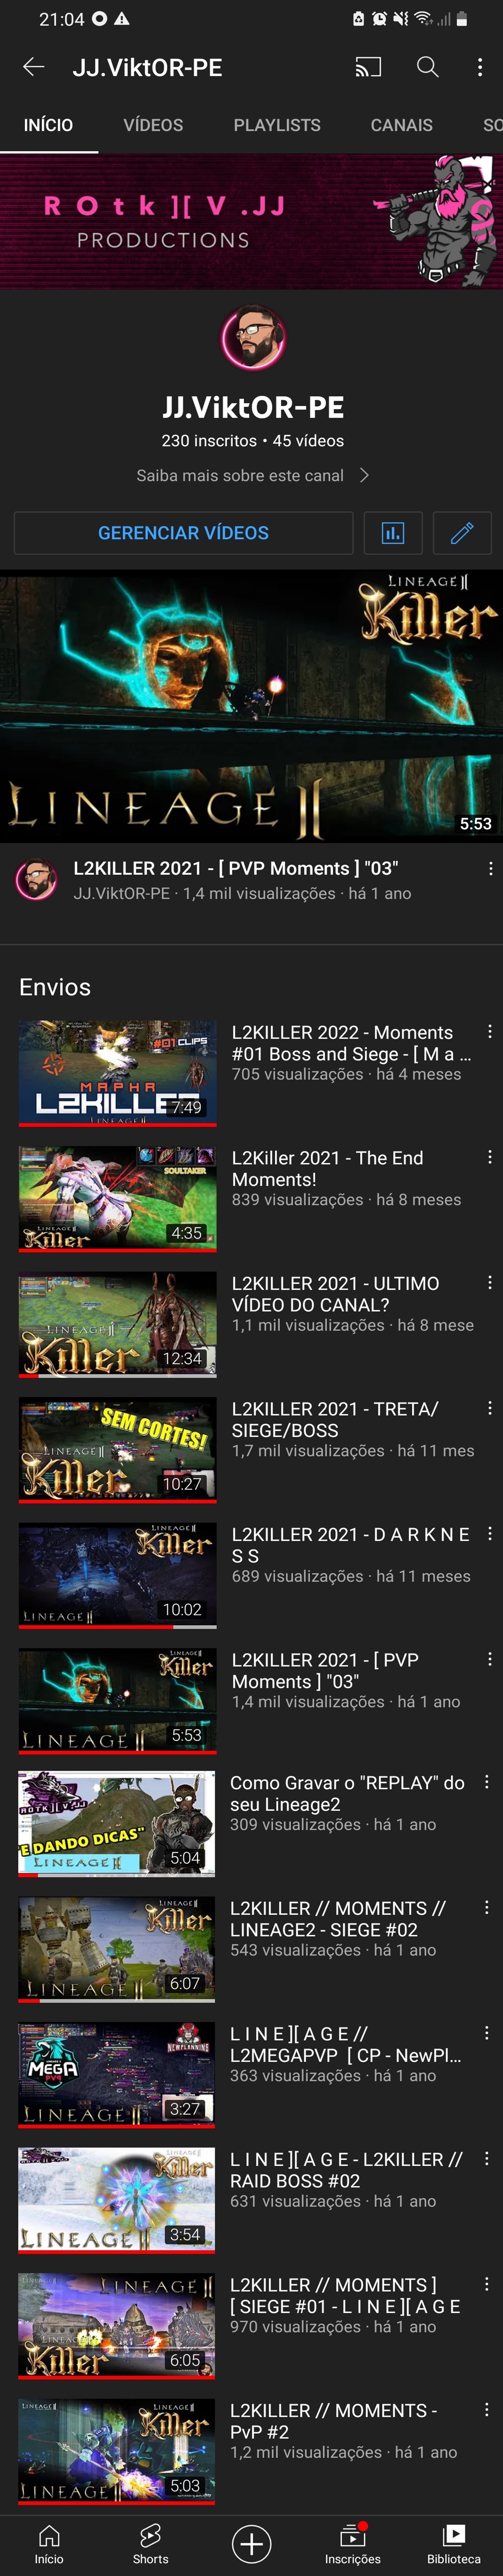 21:04
JJ.ViktOR-PE
INÍCIO VÍDEOS PLAYLISTS CANAIS SO
ROtk][V.JJ
PRODUCTIONS
JJ.ViktOR-PE
230 inscritos • 45 vídeos
Saiba mais sobre este canal
GERENCIAR VÍDEOS
LINEAGE II
Killer
LINEAGE II
5:53
L2KILLER 2021 - [ PVP Moments ] "03"
JJ.ViktOR-PE · 1,4 mil visualizações · há 1 ano
Envios
#01 CLIPS
MAPHA
L2KILLER
LINEAGE II
7:49
L2KILLER 2022 - Moments
#01 Boss and Siege - [ M a ...
705 visualizações · há 4 meses
SOULTAKER
LINEAGE II
Killer
4:35
L2Killer 2021 - The End
Moments!
839 visualizações · há 8 meses
LINEAGE II
Killer
12:34
L2KILLER 2021 - ULTIMO
VÍDEO DO CANAL?
1,1 mil visualizações · há 8 mese
SEM CORTES!
LINEAGE II
Killer
10:27
L2KILLER 2021 - TRETA/
SIEGE/BOSS
1,7 mil visualizações · há 11 mes
LINEAGE II
Killer
LINEAGE II
10:02
L2KILLER 2021 - D A R K N E
S S
689 visualizações · há 11 meses
LINEAGE II
Killer
LINEAGE II
5:53
L2KILLER 2021 - [ PVP
Moments ] "03"
1,4 mil visualizações · há 1 ano
ROTK][V.JJ
E DANDO DICAS"
LINEAGE II
5:04
Como Gravar o "REPLAY" do
seu Lineage2
309 visualizações · há 1 ano
LINEAGE II
Killer
LINEAGE II
6:07
L2KILLER // MOMENTS //
LINEAGE2 - SIEGE #02
543 visualizações · há 1 ano
MEGA
PVP
NEWPLANNING
LINEAGE II
3:27
L I N E ][ A G E //
L2MEGAPVP [ CP - NewPl...
363 visualizações · há 1 ano
LINEAGE II
Killer
LINEAGE II
3:54
L I N E ][ A G E - L2KILLER //
RAID BOSS #02
631 visualizações · há 1 ano
LINEAGE II
LINEAGE II
Killer
6:05
L2KILLER // MOMENTS ]
[ SIEGE #01 - L I N E ][ A G E
970 visualizações · há 1 ano
LINEAGE II
LINEAGE II
Killer
LINEAGE II
5:03
L2KILLER // MOMENTS -
PvP #2
1,2 mil visualizações · há 1 ano
Início Shorts Inscrições Biblioteca